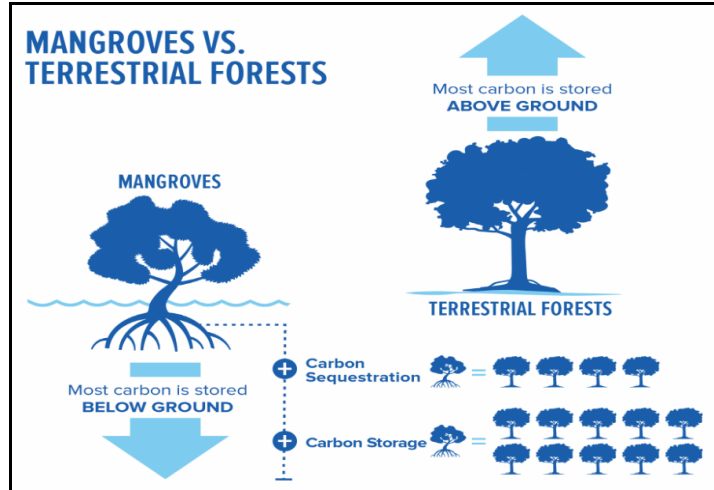 MANGROVES VS.
TERRESTRIAL FORESTS
Most carbon is stored
ABOVE GROUND
MANGROVES
TERRESTRIAL FORESTS
Most carbon is stored
BELOW GROUND
+ Carbon
Sequestration =
+ Carbon Storage =